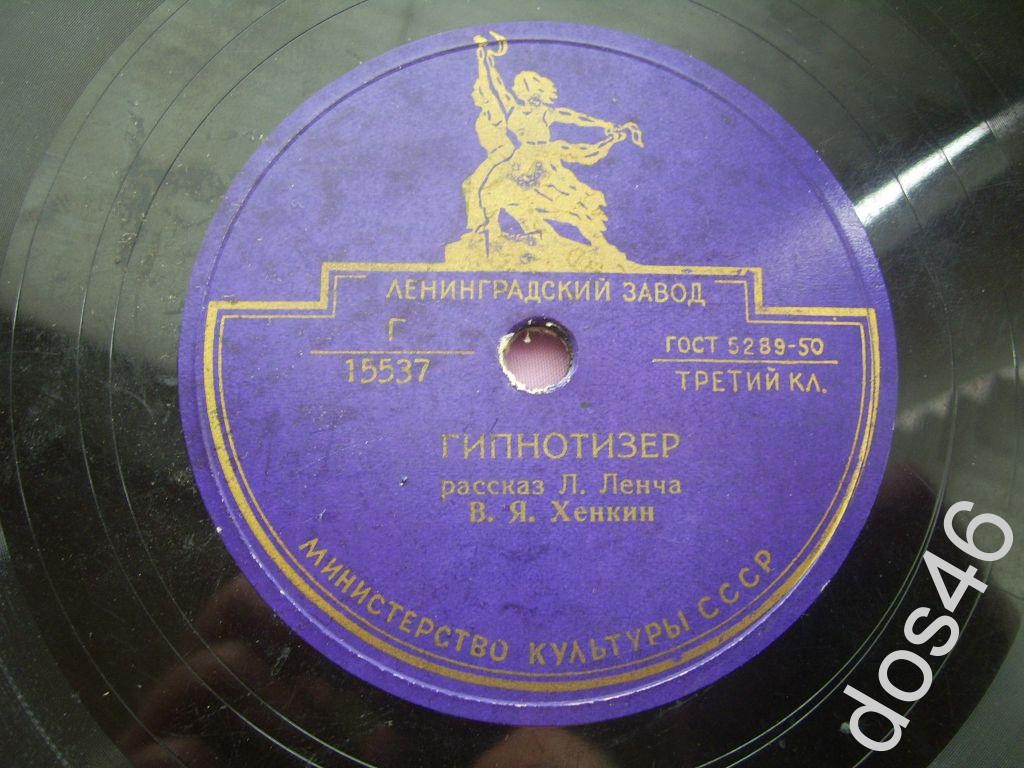 ЛЕНИНГРАДСКИЙ ЗАВОД
Г
15537
ГОСТ 5289-50
ТРЕТИЙ КЛ.
ГИПНОТИЗЕР
рассказ Л. Ленча
В. Я. Хенкин
МИНИСТЕРСТВО КУЛЬТУРЫ СССР
dos46